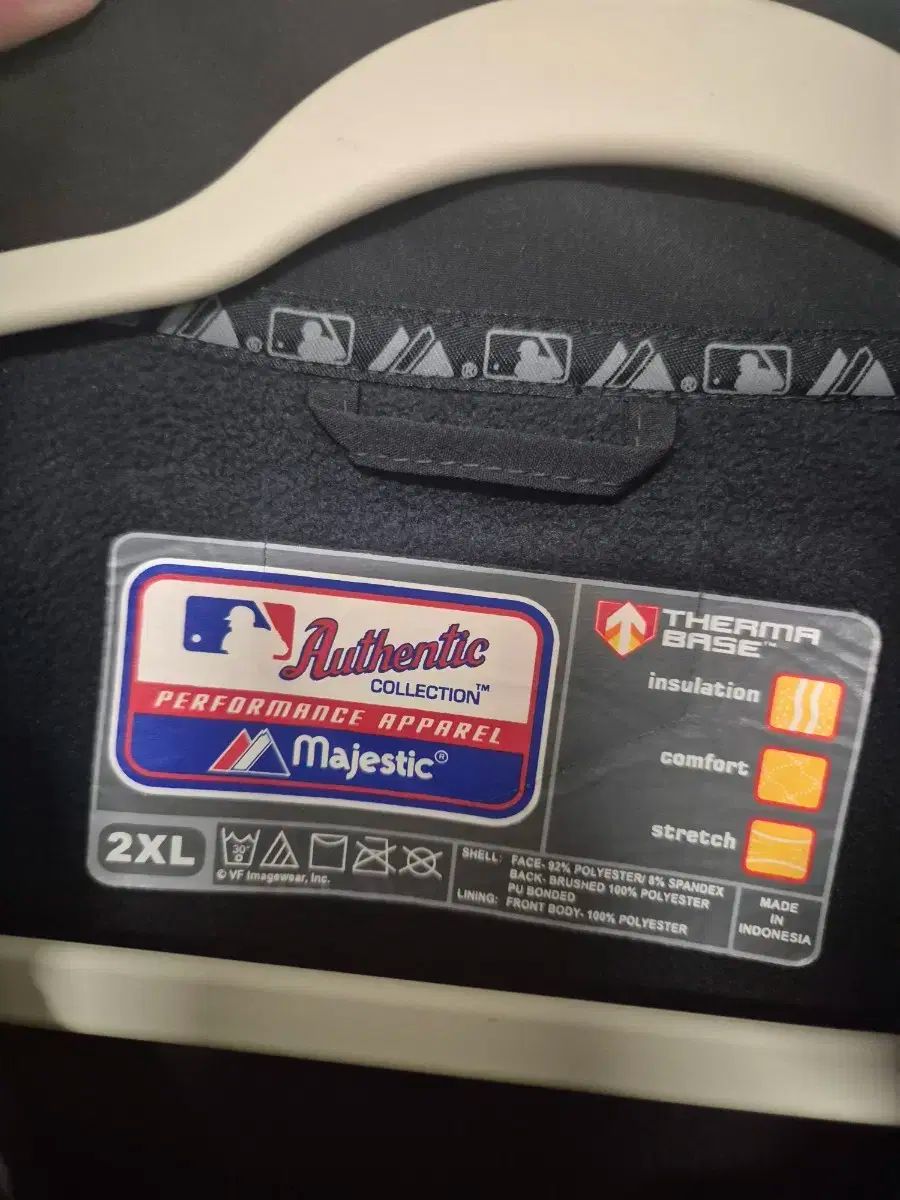 ® ® ®
Authentic
COLLECTION™
PERFORMANCE APPAREL
Majestic®
THERMA
BASE™
insulation
comfort
stretch
2XL
30°
© VF Imagewear, Inc.
SHELL: FACE- 92% POLYESTER/ 8% SPANDEX
BACK- BRUSHED 100% POLYESTER
PU BONDED
LINING: FRONT BODY- 100% POLYESTER
MADE
IN
INDONESIA